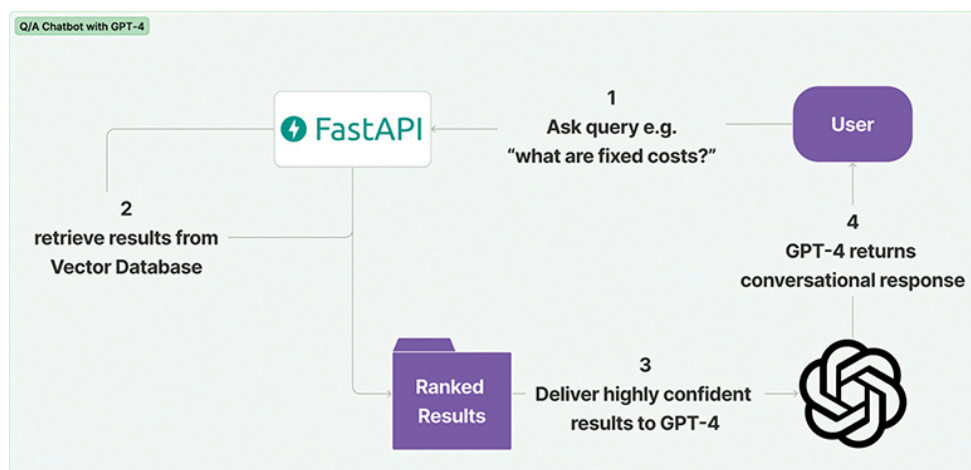 Q/A Chatbot with GPT-4
FastAPI
1
Ask query e.g.
“what are fixed costs?”
User
2
retrieve results from
Vector Database
4
GPT-4 returns
conversational response
Ranked
Results
3
Deliver highly confident
results to GPT-4